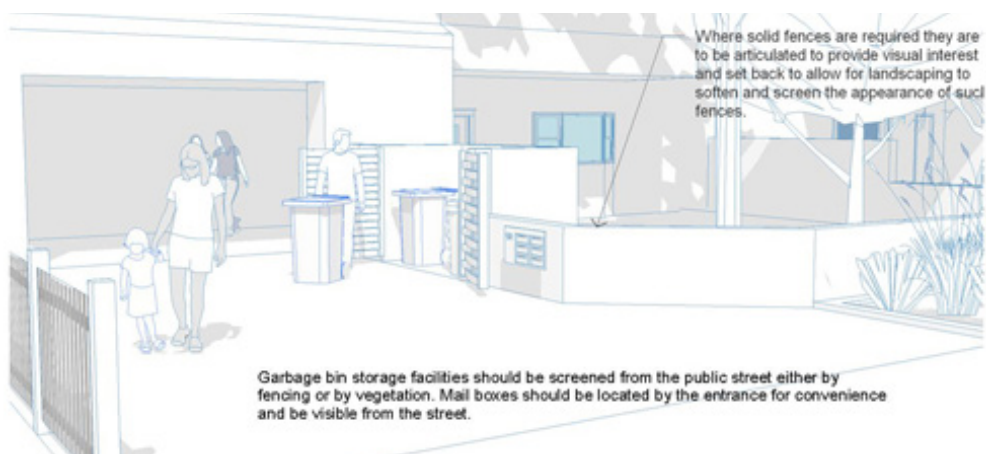 Where solid fences are required they are
to be articulated to provide visual interest
and set back to allow for landscaping to
soften and screen the appearance of sucl
fences.
Garbage bin storage facilities should be screened from the public street either by
fencing or by vegetation. Mail boxes should be located by the entrance for convenience
and be visible from the street.